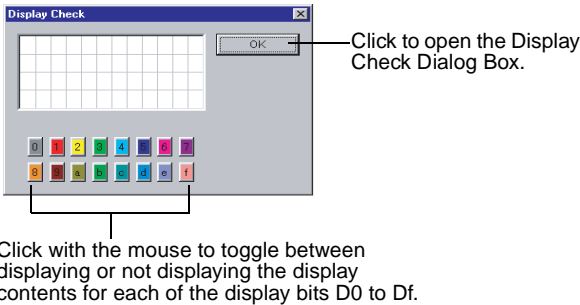 Display Check
OK
Click to open the Display
Check Dialog Box.
0 1 2 3 4 5 6 7
8 9 a b c d e f
Click with the mouse to toggle between
displaying or not displaying the display
contents for each of the display bits D0 to Df.